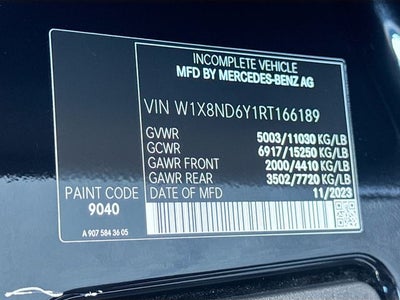 INCOMPLETE VEHICLE
MFD BY MERCEDES-BENZ AG
VIN W1X8ND6Y1RT166189
GVWR 5003/11030 KG/LB
GCWR 6917/15250 KG/LB
GAWR FRONT 2000/4410 KG/LB
GAWR REAR 3502/7720 KG/LB
DATE OF MFD 11/2023
PAINT CODE
9040
A 907 584 36 05